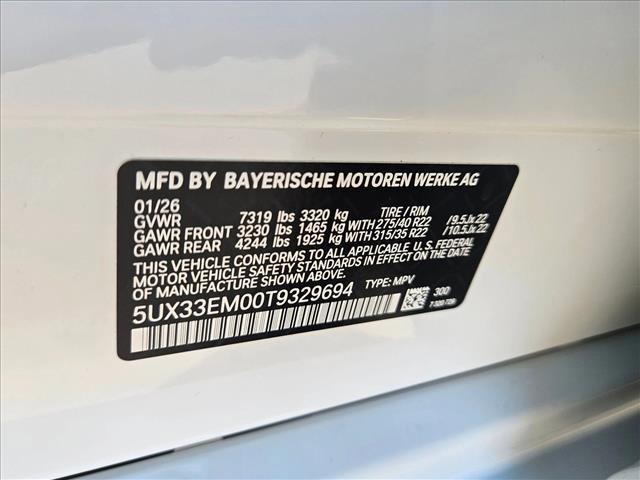 MFD BY BAYERISCHE MOTOREN WERKE AG
01/26 TIRE / RIM
GVWR 7319 lbs 3320 kg
GAWR FRONT 3230 lbs 1465 kg WITH 275/40 R22 /9.5Jx22
GAWR REAR 4244 lbs 1925 kg WITH 315/35 R22 /10.5Jx22
THIS VEHICLE CONFORMS TO ALL APPLICABLE U.S. FEDERAL
MOTOR VEHICLE SAFETY STANDARDS IN EFFECT ON THE DATE OF
MANUFACTURE SHOWN ABOVE.
5UX33EM00T9329694 TYPE: MPV
300